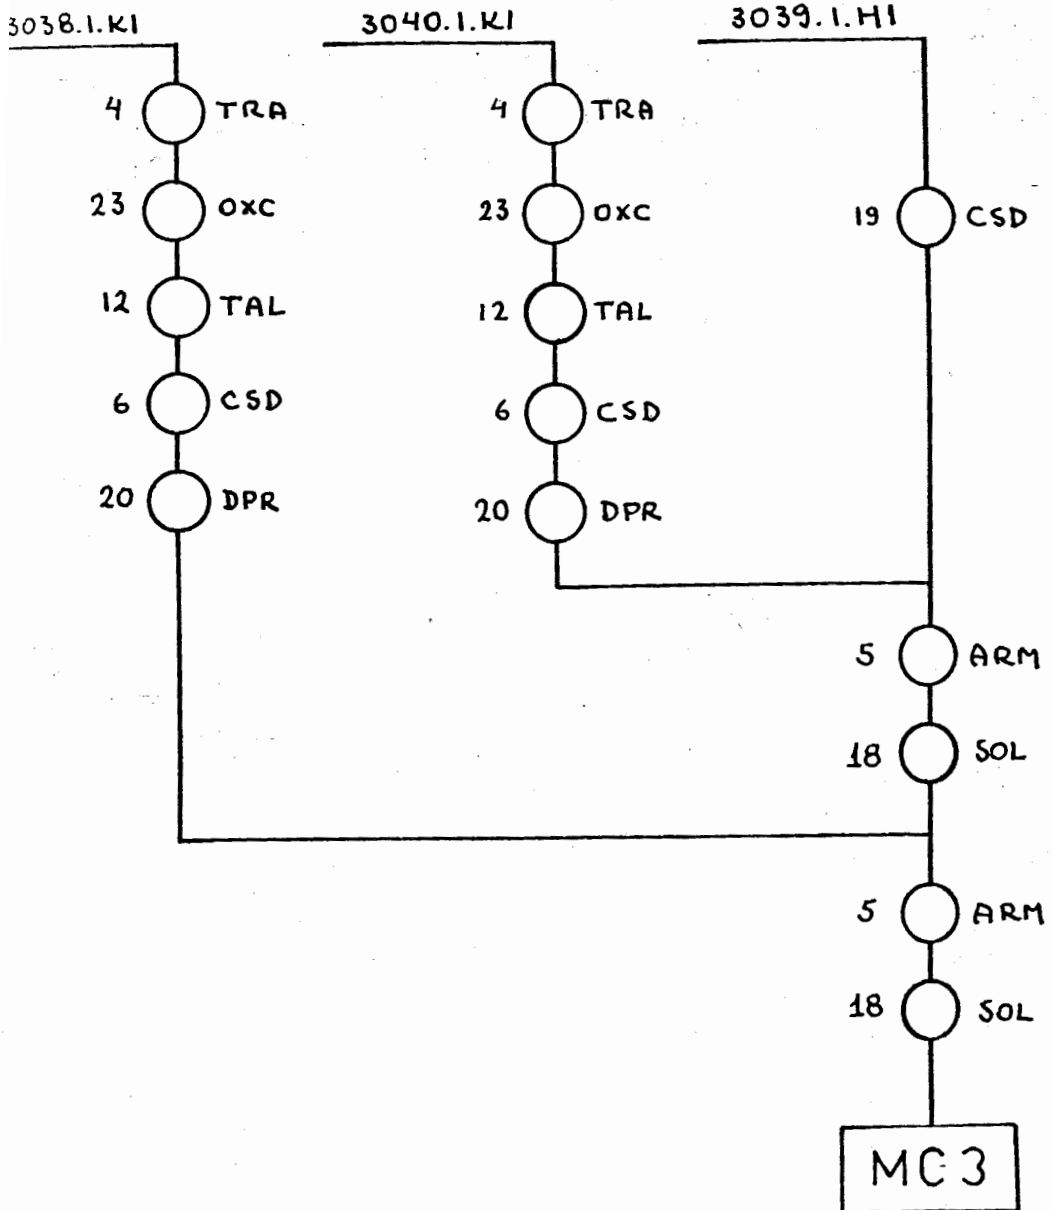 3038.1.KI
3040.1.KI
3039.1.HI
4 TRA
4 TRA
23 OXC
23 OXC
19 CSD
12 TAL
12 TAL
6 CSD
6 CSD
20 DPR
20 DPR
5 ARM
18 SOL
5 ARM
18 SOL
MC3